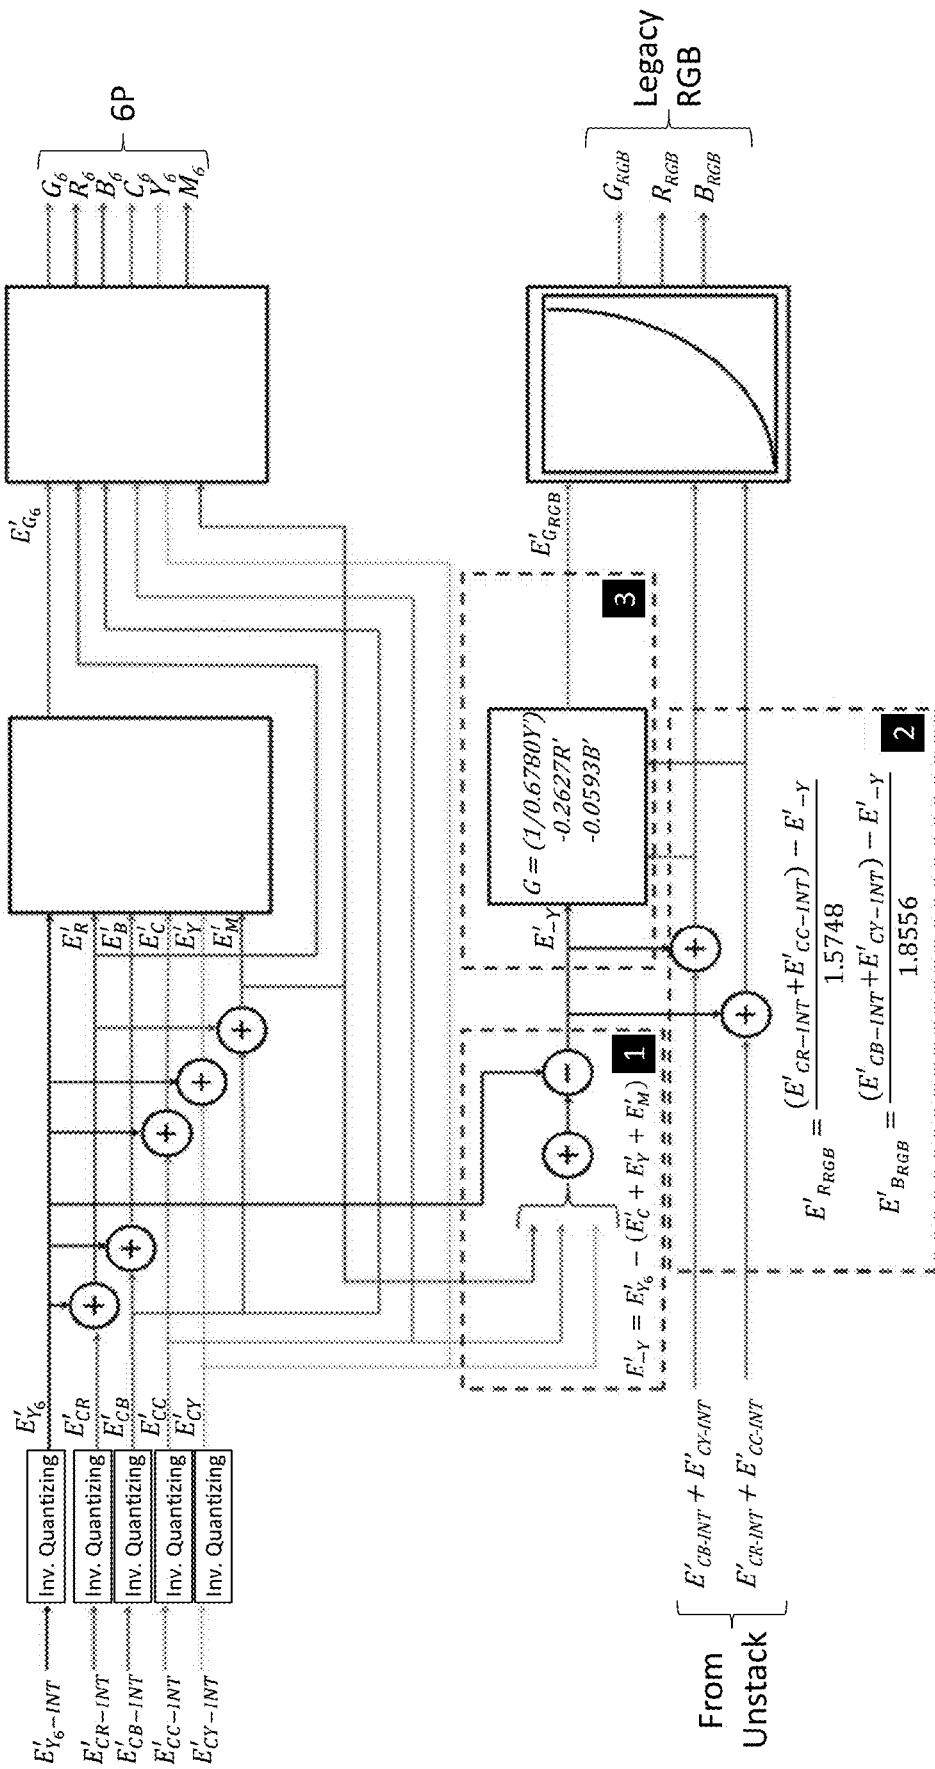 E'Y6-INT
E'CR-INT
E'CB-INT
E'CC-INT
E'CY-INT
Inv. Quantizing
Inv. Quantizing
Inv. Quantizing
Inv. Quantizing
Inv. Quantizing
E'Y6
E'CR
E'CB
E'CC
E'CY
+
+
+
+
+
E'R
E'B
E'C
E'Y
E'M
E'G6
G6
R6
B6
C6
Y6
M6
6P
+
-
E'-Y = E'Y6 - (E'C + E'Y + E'M)
1
E'-Y
G = (1/0.6780Y')
-0.2627R'
-0.0593B'
3
E'GRGB
GRGB
RRGB
BRGB
Legacy
RGB
From
Unstack
E'CB-INT + E'CY-INT
E'CR-INT + E'CC-INT
+
+
E'RRGB = (E'CR-INT+E'CC-INT) - E'-Y
1.5748
E'BRGB = (E'CB-INT+E'CY-INT) - E'-Y
1.8556
2